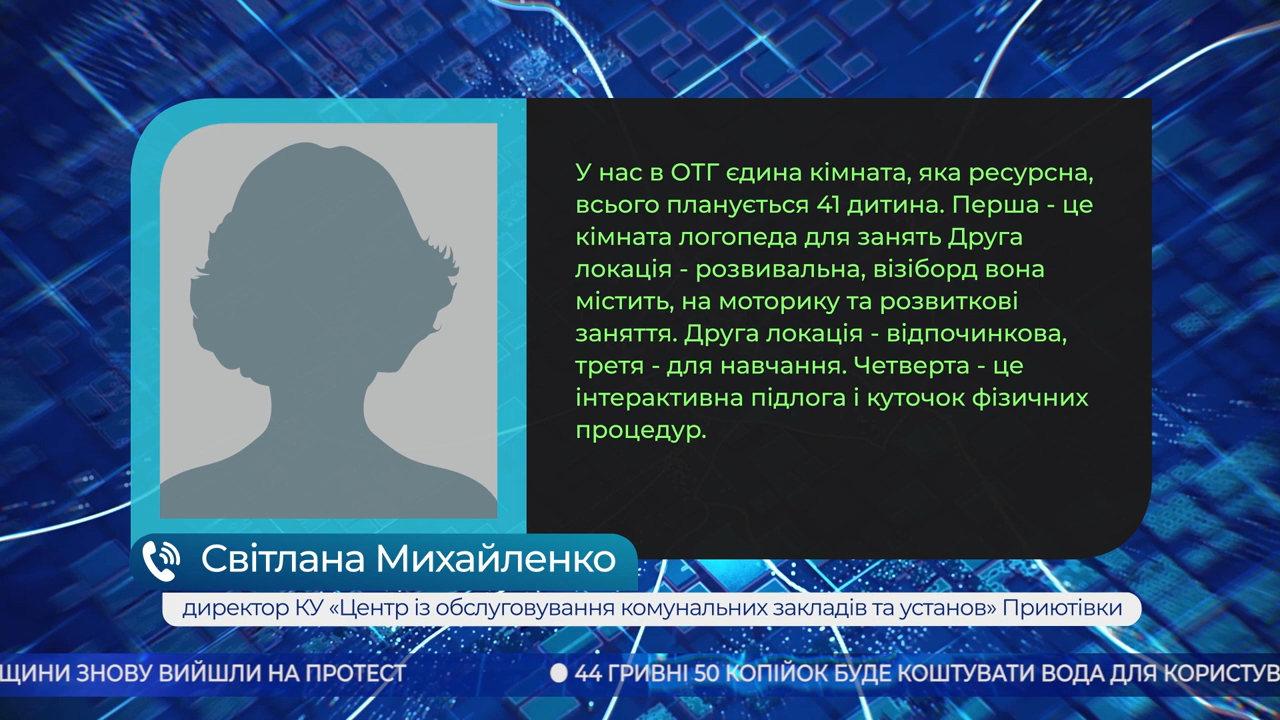 У нас в ОТГ єдина кімната, яка ресурсна,
всього планується 41 дитина. Перша - це
кімната логопеда для занять Друга
локація - розвивальна, візіборд вона
містить, на моторику та розвиткові
заняття. Друга локація - відпочинкова,
третя - для навчання. Четверта - це
інтерактивна підлога і куточок фізичних
процедур.
Світлана Михайленко
директор КУ «Центр із обслуговування комунальних закладів та установ» Приютівки
ЩИНИ ЗНОВУ ВИЙШЛИ НА ПРОТЕСТ
44 ГРИВНІ 50 КОПІЙОК БУДЕ КОШТУВАТИ ВОДА ДЛЯ КОРИСТУВ